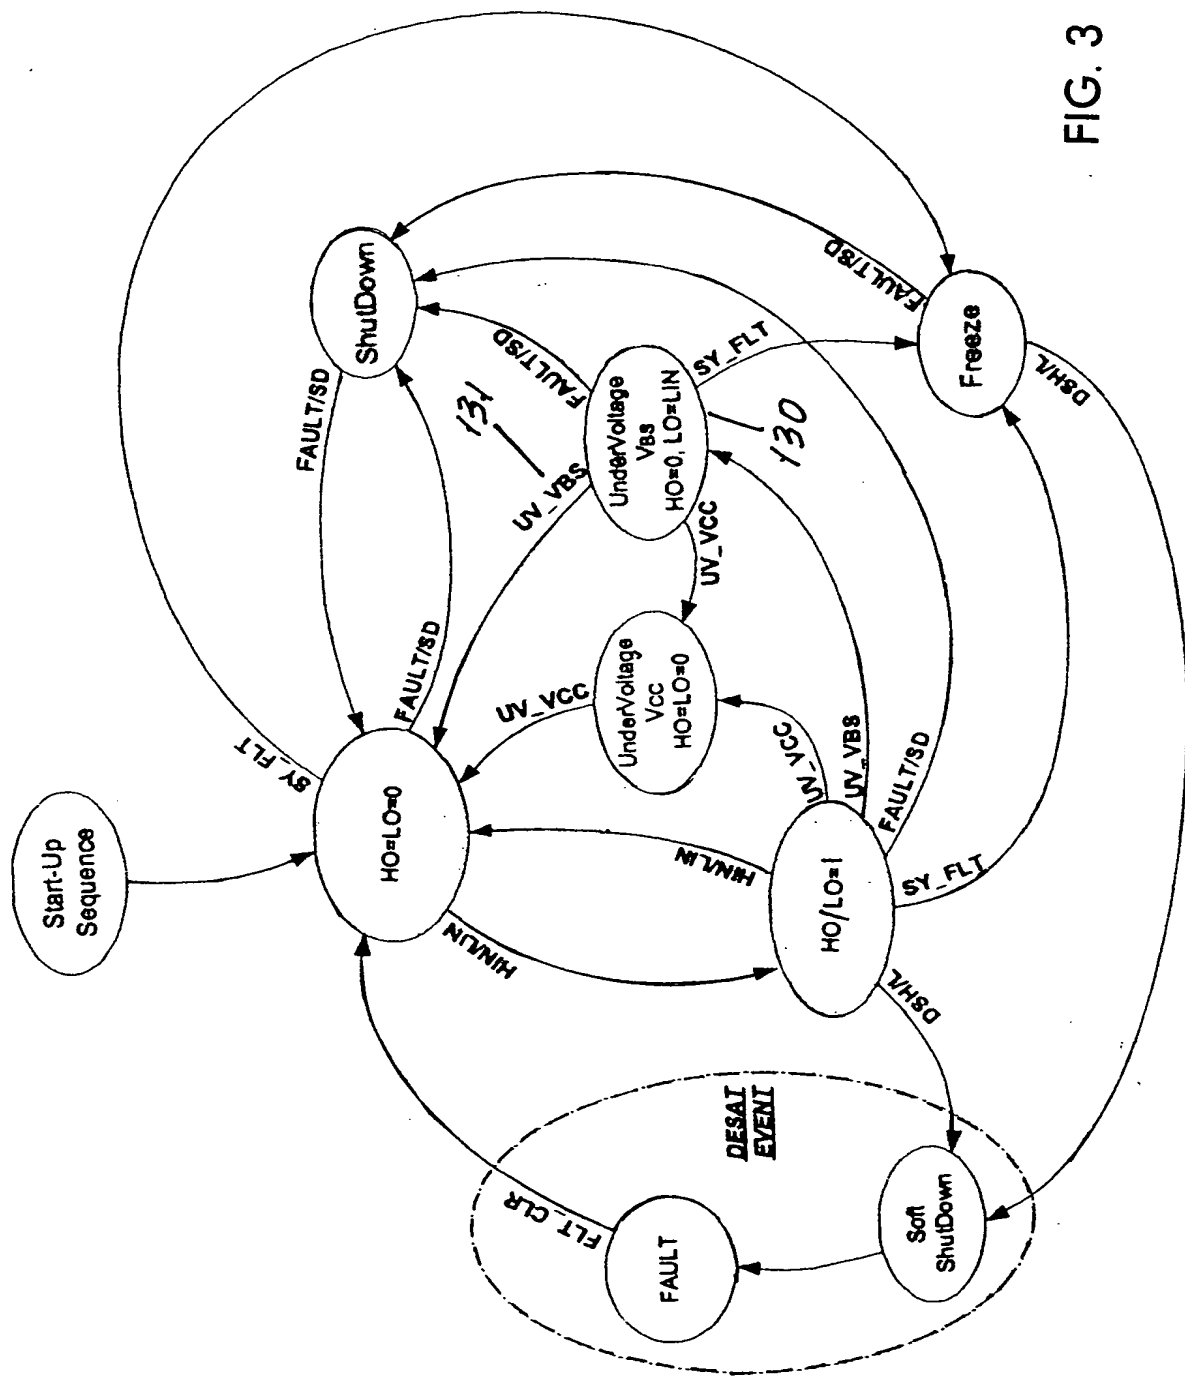 Start-Up
Sequence
SY_FLT
HO=LO=0
FAULT/SD
FAULT/SD
ShutDown
HIN/LIN
HIN/LIN
FLT_CLR
UV_VCC
UV_VBS
131
FAULT/SD
UnderVoltage
VCC
HO=LO=0
UV_VCC
UnderVoltage
VBS
HO=0, LO=LIN
130
SY_FLT
FAULT/SD
FAULT
DESAT
EVENT
HO/LO=1
UV_VCC
UV_VBS
FAULT/SD
SY_FLT
DSH/L
Freeze
DSH/L
Soft
ShutDown
FIG. 3